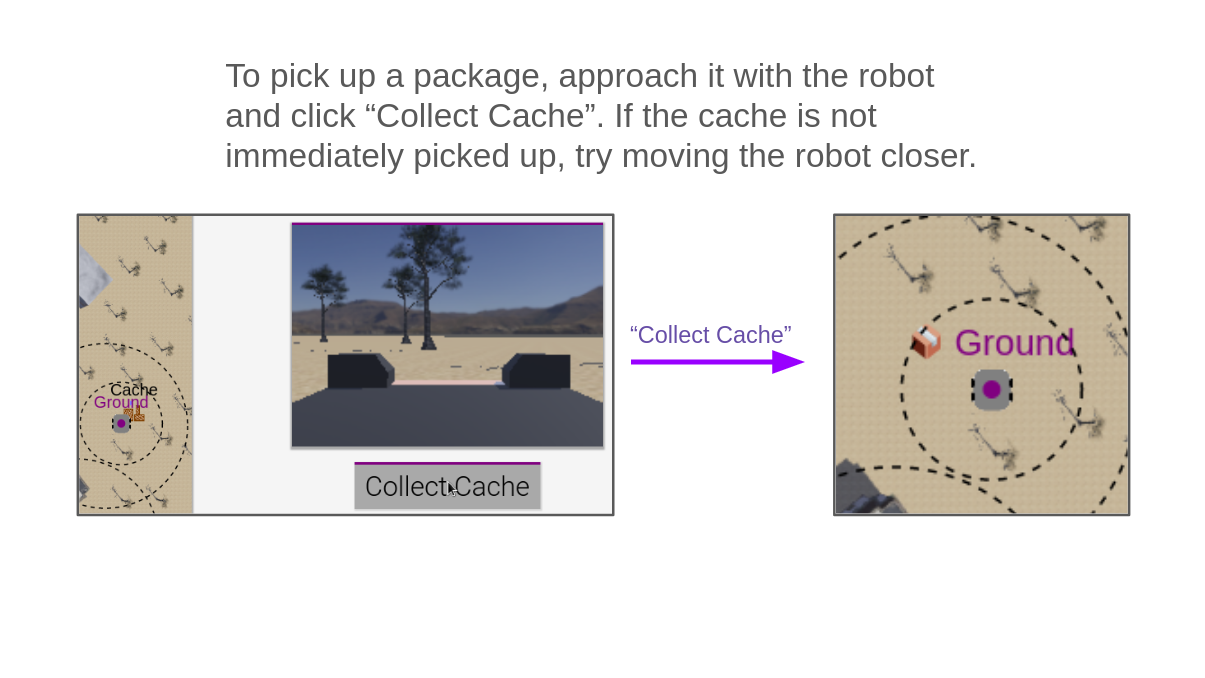 To pick up a package, approach it with the robot
and click “Collect Cache”. If the cache is not
immediately picked up, try moving the robot closer.
Cache
Ground
Collect Cache
“Collect Cache”
Ground